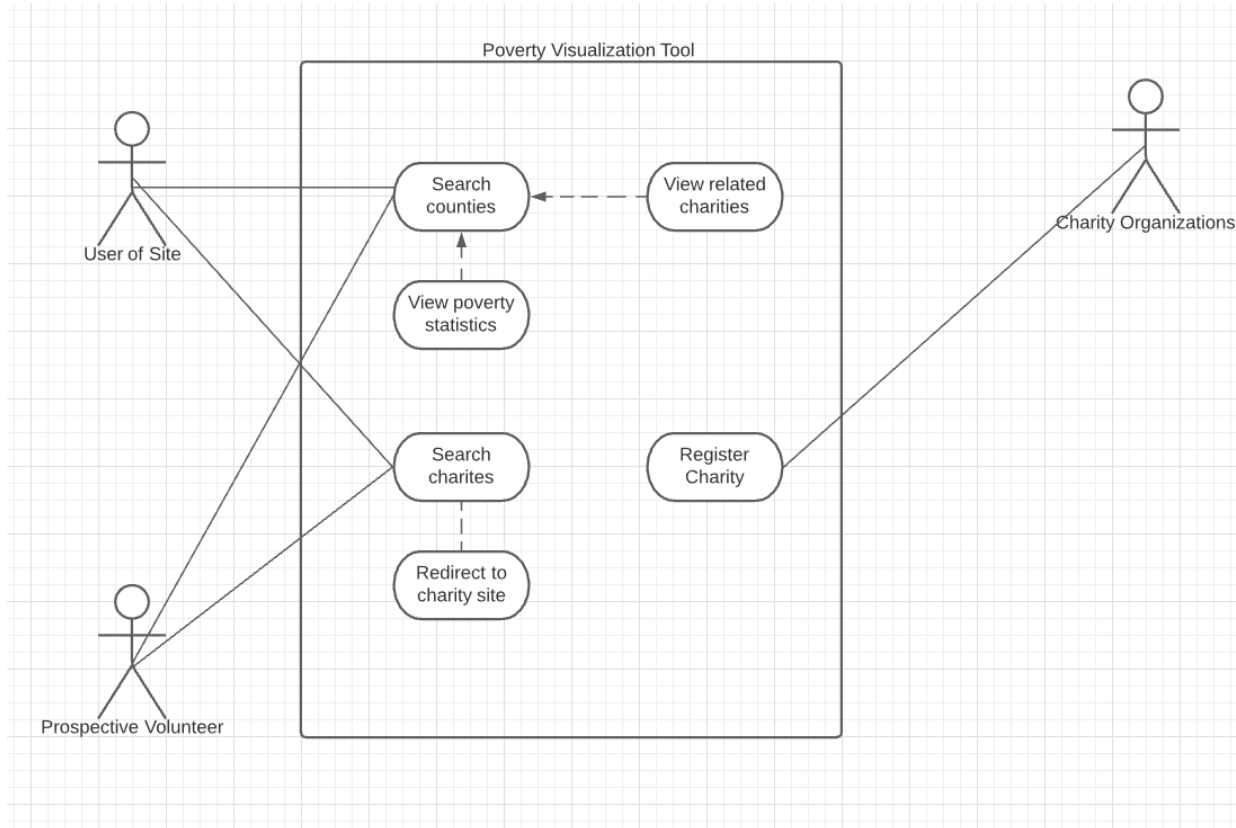 Poverty Visualization Tool
Search
counties
View related
charities
User of Site
Charity Organizations
View poverty
statistics
Search
charites
Register
Charity
Redirect to
charity site
Prospective Volunteer